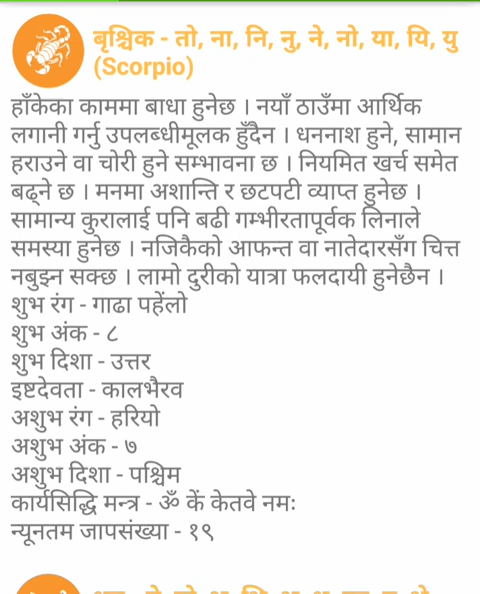 बृश्चिक - तो, ना, नि, नु, ने, नो, या, यि, यु
(Scorpio)
हाँकेका काममा बाधा हुनेछ । नयाँ ठाउँमा आर्थिक
लगानी गर्नु उपलब्धीमूलक हुँदैन । धननाश हुने, सामान
हराउने वा चोरी हुने सम्भावना छ । नियमित खर्च समेत
बढ्ने छ । मनमा अशान्ति र छटपटी व्याप्त हुनेछ ।
सामान्य कुरालाई पनि बढी गम्भीरतापूर्वक लिनाले
समस्या हुनेछ । नजिकैको आफन्त वा नातेदारसँग चित्त
नबुझ्न सक्छ । लामो दुरीको यात्रा फलदायी हुनेछैन ।
शुभ रंग - गाढा पहेंलो
शुभ अंक - ८
शुभ दिशा - उत्तर
इष्टदेवता - कालभैरव
अशुभ रंग - हरियो
अशुभ अंक - ७
अशुभ दिशा - पश्चिम
कार्यसिद्धि मन्त्र - ॐ कें केतवे नमः
न्यूनतम जापसंख्या - १९